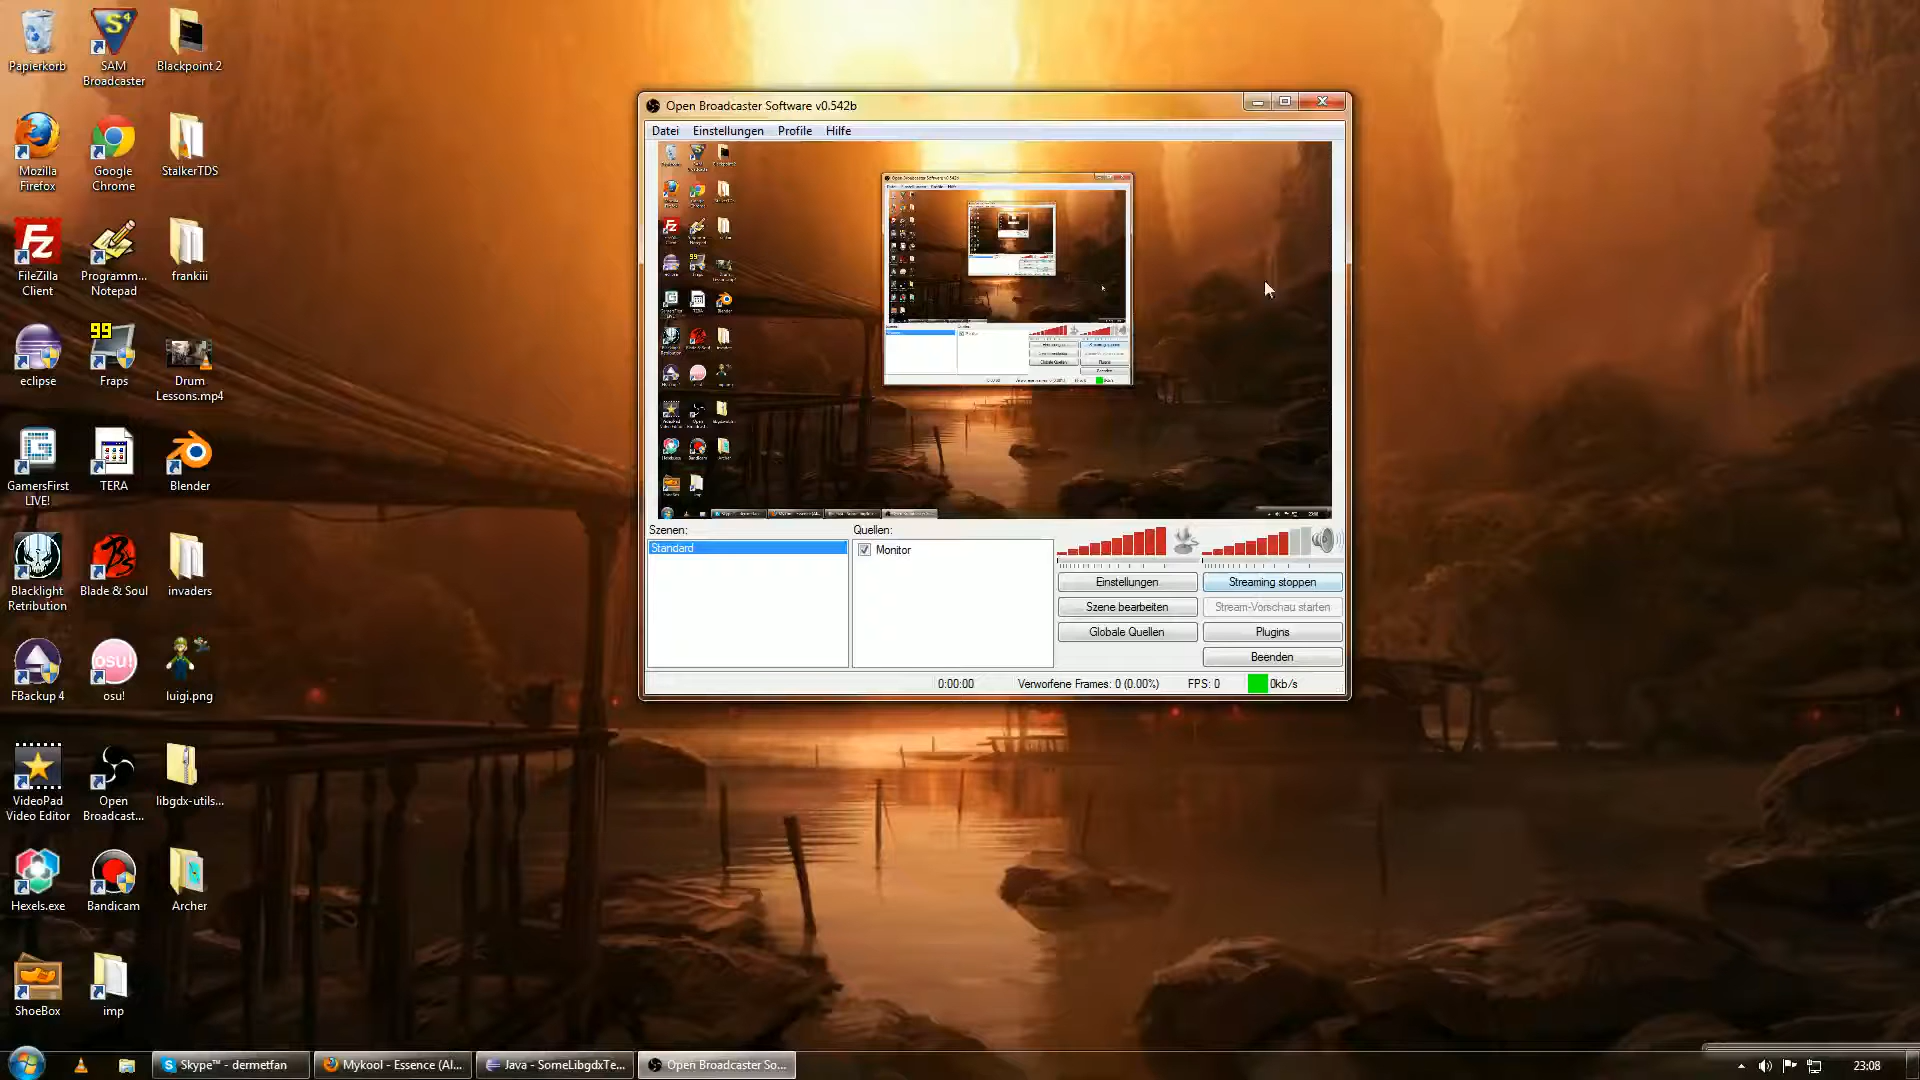 Papierkorb
SAM
Broadcaster
Blackpoint 2
Mozilla
Firefox
Google
Chrome
StalkerTDS
FileZilla
Client
Programm...
Notepad
frankiii
99
eclipse
Fraps
Drum
Lessons.mp4
GamersFirst
LIVE!
TERA
Blender
Blacklight
Retribution
Blade & Soul
invaders
FBackup 4
osu!
osu!
luigi.png
VideoPad
Video Editor
Open
Broadcast...
libgdx-utils...
Hexels.exe
Bandicam
Archer
ShoeBox
imp
Open Broadcaster Software v0.542b
Datei Einstellungen Profile Hilfe
Szenen: Quellen:
Standard
Monitor
Einstellungen Streaming stoppen
Szene bearbeiten Stream-Vorschau starten
Globale Quellen Plugins
Beenden
0:00:00 Verworfene Frames: 0 (0.00%) FPS: 0 0kb/s
Skype™ - dermetfan
Mykool - Essence (Al...
Java - SomeLibgdxTe...
Open Broadcaster So...
23:08